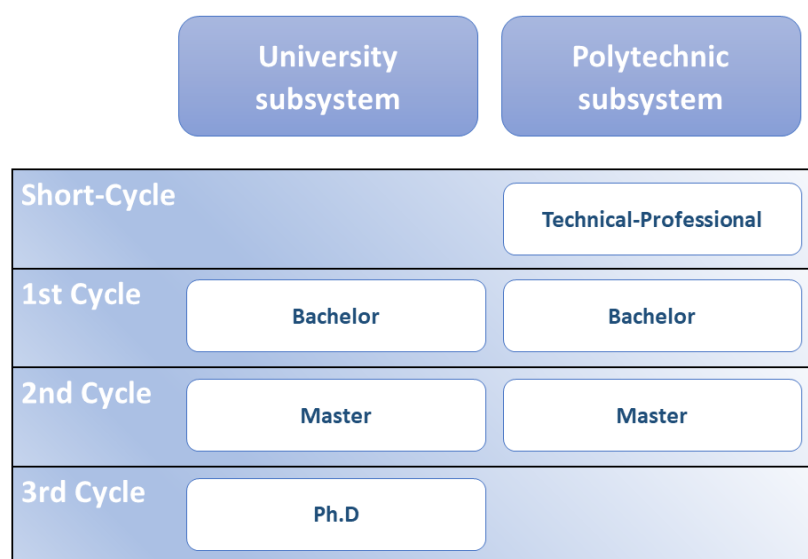 University
subsystem
Polytechnic
subsystem
Short-Cycle
Technical-Professional
1st Cycle
Bachelor
Bachelor
2nd Cycle
Master
Master
3rd Cycle
Ph.D